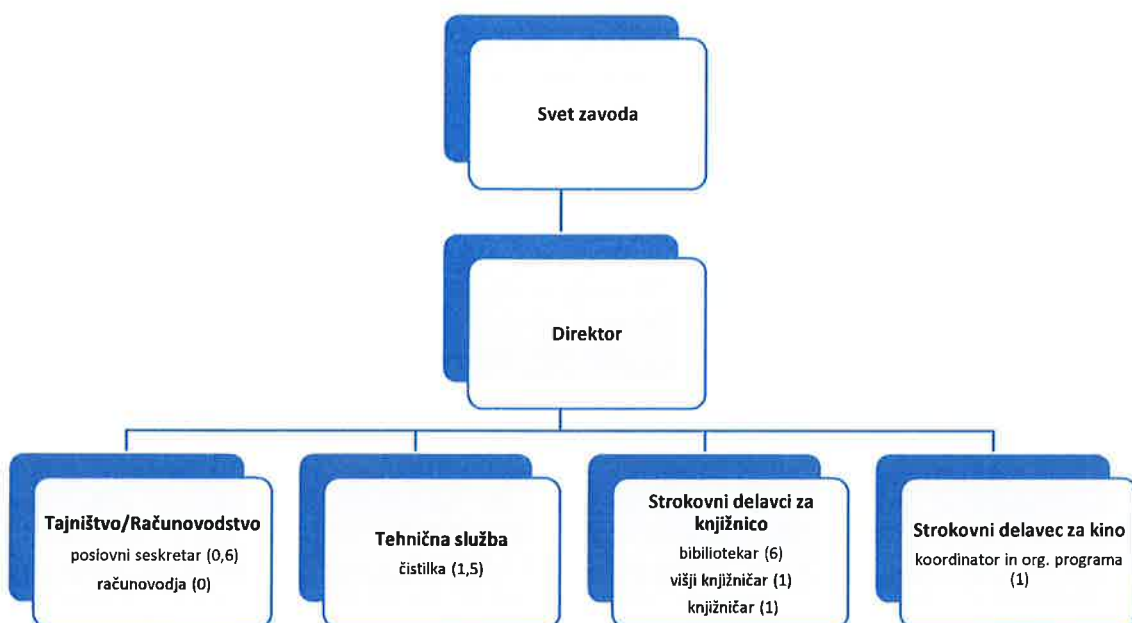 Svet zavoda
Direktor
Tajništvo/Računovodstvo
poslovni seskretar (0,6)
računovodja (0)
Tehnična služba
čistilka (1,5)
Strokovni delavci za
knjižnico
bibiliotekar (6)
višji knjižničar (1)
knjižničar (1)
Strokovni delavec za kino
koordinator in org. programa
(1)